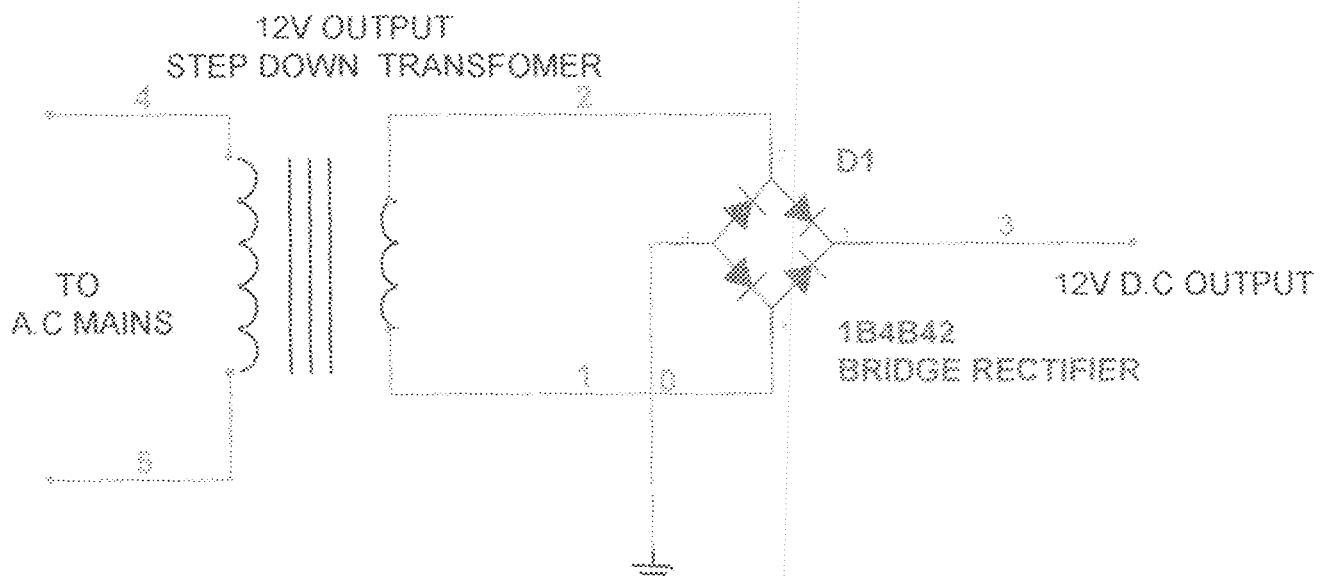 12V OUTPUT
STEP DOWN TRANSFOMER
4
2
D1
3
TO
A.C MAINS
12V D.C OUTPUT
1B4B42
BRIDGE RECTIFIER
1
0
5